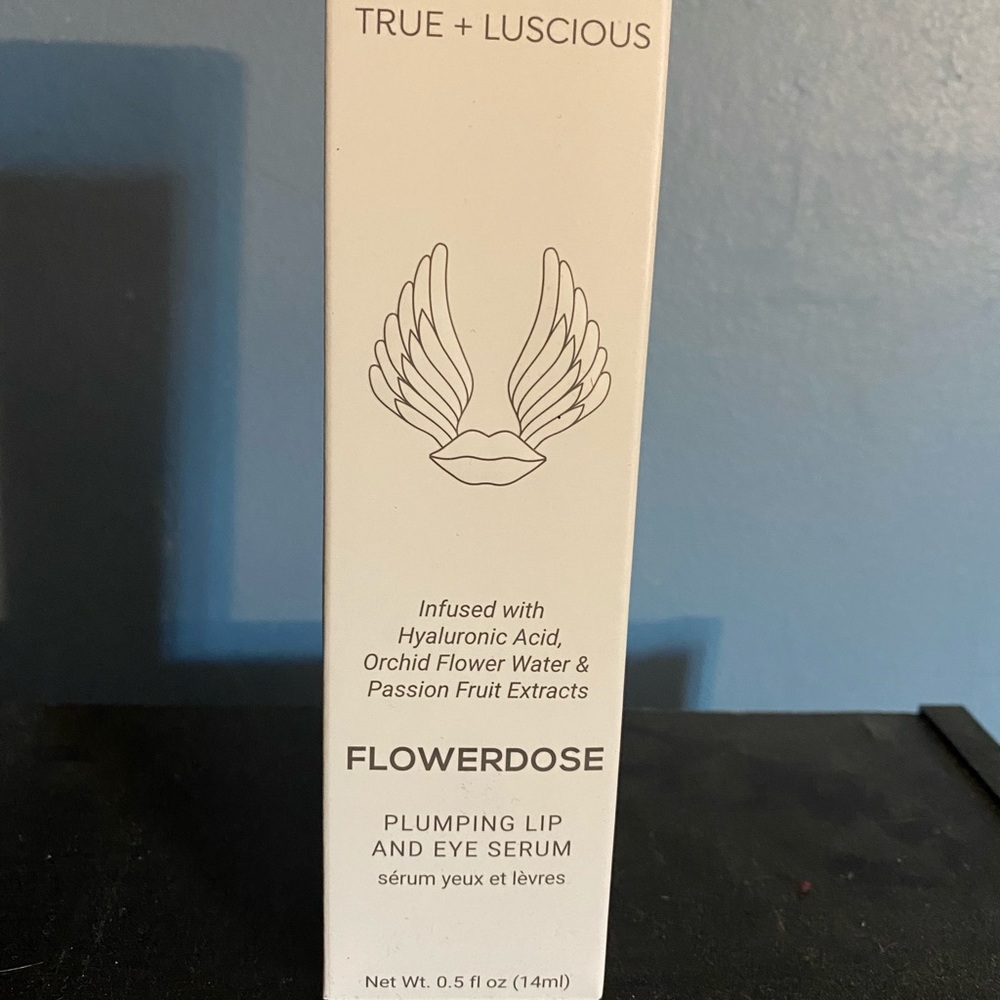 TRUE + LUSCIOUS
Infused with
Hyaluronic Acid,
Orchid Flower Water &
Passion Fruit Extracts
FLOWERDOSE
PLUMPING LIP
AND EYE SERUM
sérum yeux et lèvres
Net Wt. 0.5 fl oz (14ml)